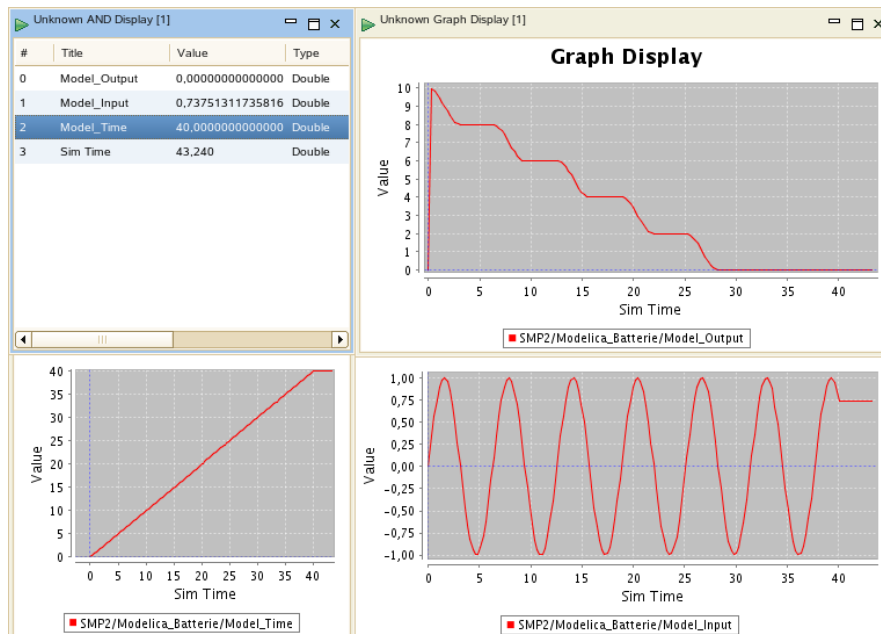 Unknown AND Display [1]
# Title Value Type
0 Model_Output 0,00000000000000 Double
1 Model_Input 0,73751311735816 Double
2 Model_Time 40,0000000000000 Double
3 Sim Time 43,240 Double
Unknown Graph Display [1]
Graph Display
10
9
8
7
6
5
4
3
2
1
0
Value
0 5 10 15 20 25 30 35 40
Sim Time
SMP2/Modelica_Batterie/Model_Output
40
35
30
25
20
15
10
5
0
Value
0 5 10 15 20 25 30 35 40
Sim Time
SMP2/Modelica_Batterie/Model_Time
1,00
0,75
0,50
0,25
0,00
-0,25
-0,50
-0,75
-1,00
Value
0 5 10 15 20 25 30 35 40
Sim Time
SMP2/Modelica_Batterie/Model_Input